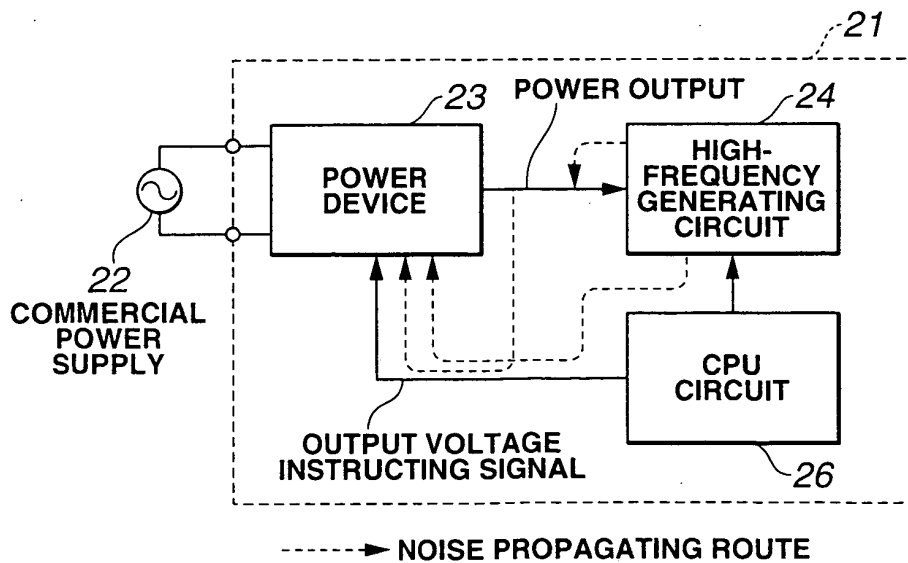 21
23
POWER OUTPUT
24
POWER
DEVICE
HIGH-
FREQUENCY
GENERATING
CIRCUIT
22
COMMERCIAL
POWER
SUPPLY
CPU
CIRCUIT
OUTPUT VOLTAGE
INSTRUCTING SIGNAL
26
NOISE PROPAGATING ROUTE